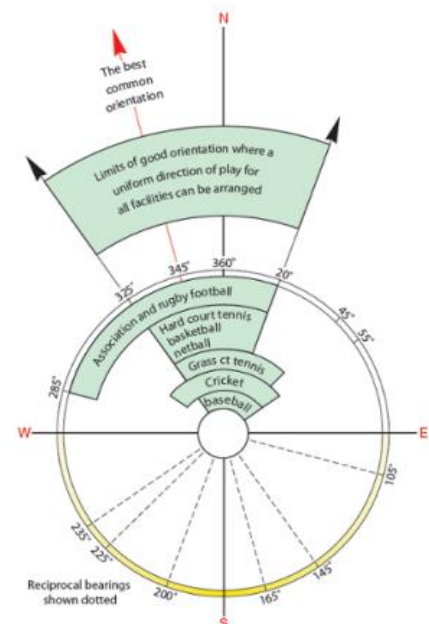 N
The best
common
orientation
Limits of good orientation where a
uniform direction of play for
all facilities can be arranged
325°
345°
360°
20°
45°
55°
285°
Association and rugby football
Hard court tennis
basketball
netball
Grass ct tennis
Cricket
baseball
W
E
105°
235°
225°
200°
165°
145°
Reciprocal bearings
shown dotted
S